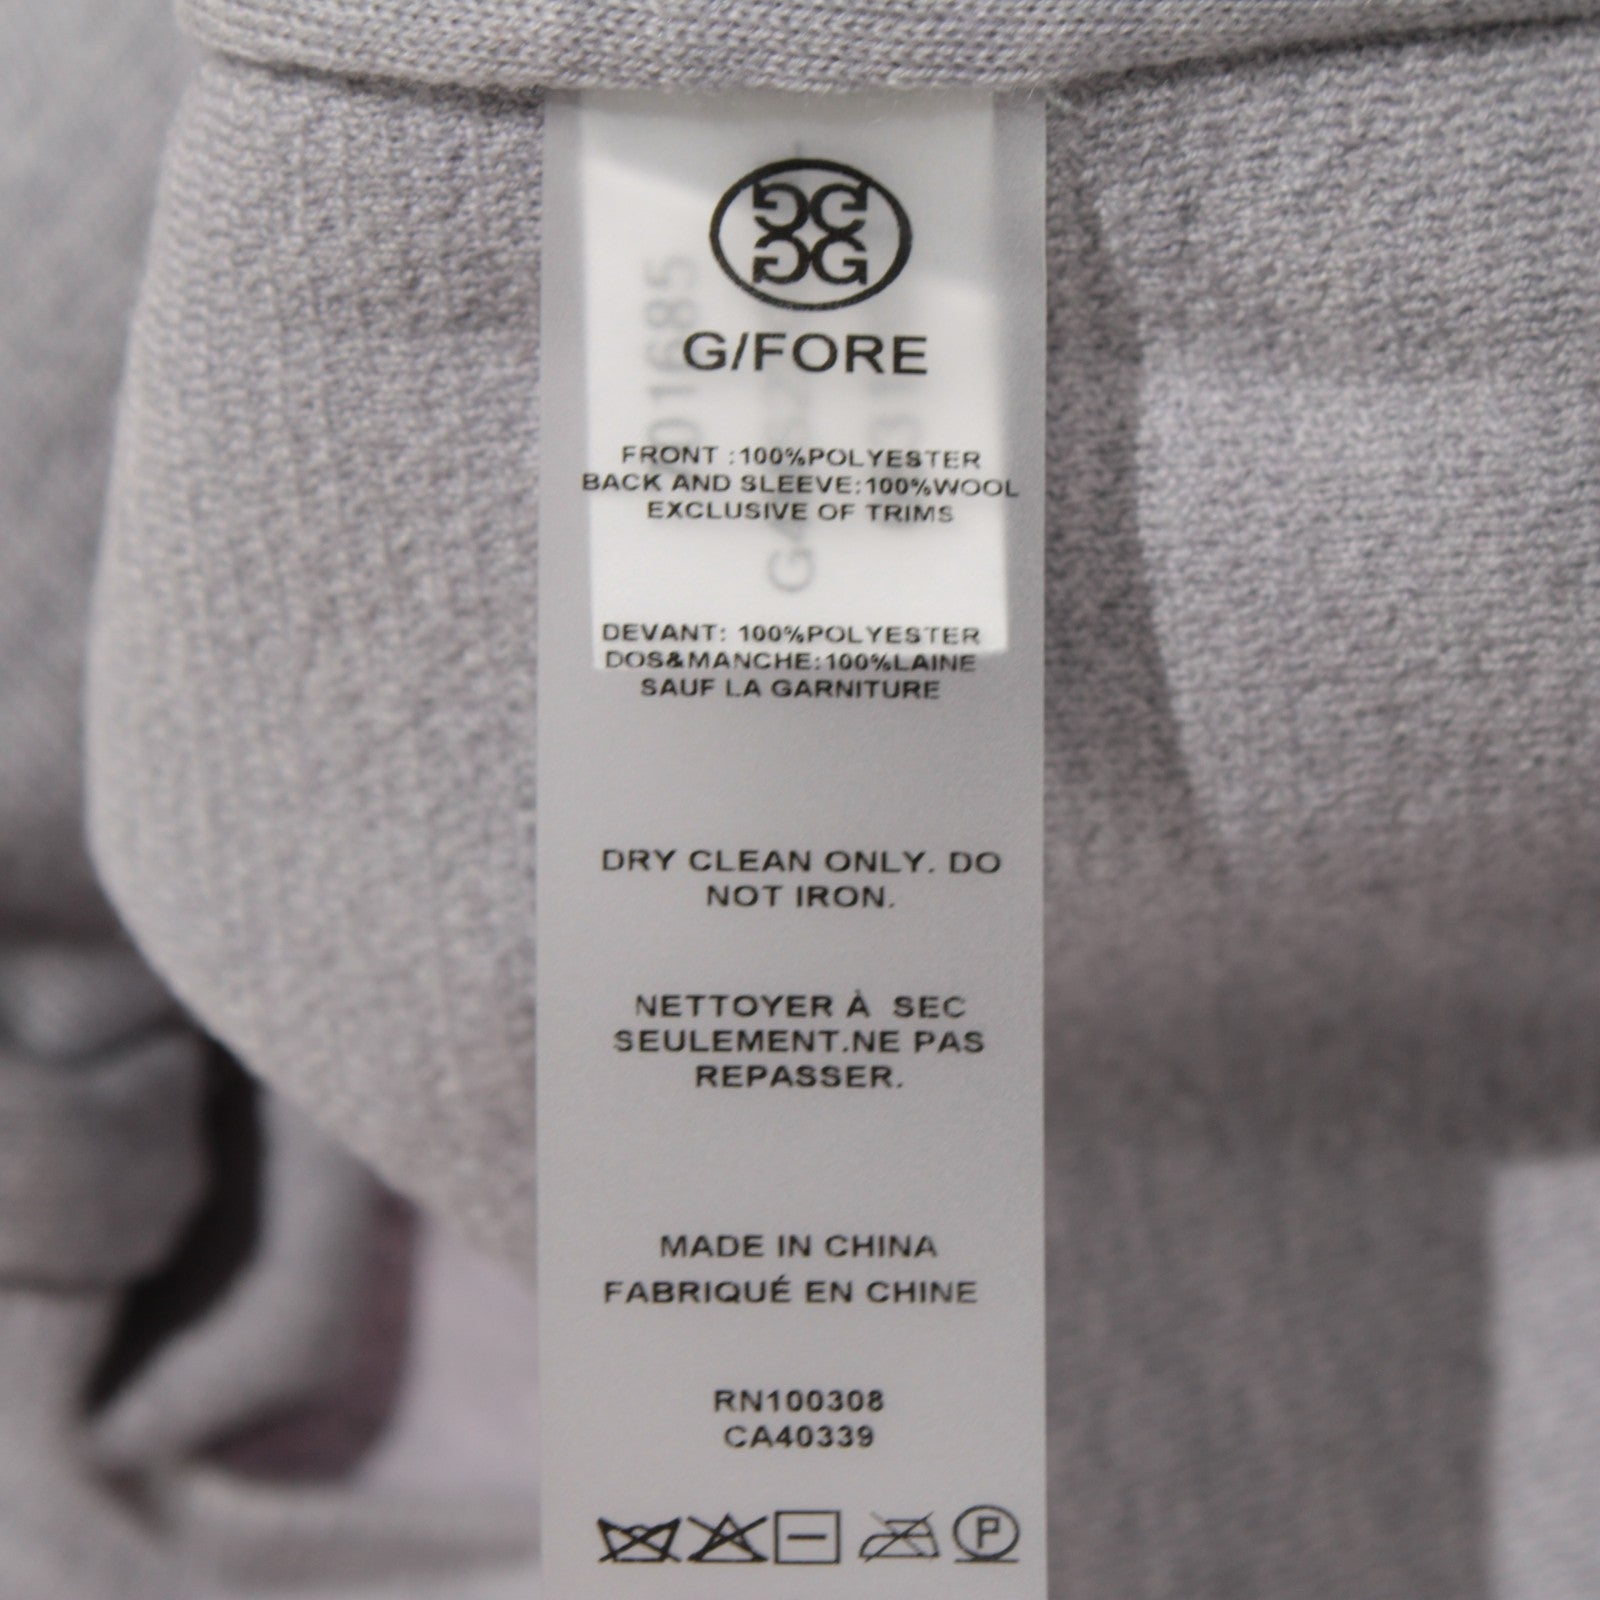 G/FORE
FRONT :100%POLYESTER
BACK AND SLEEVE:100%WOOL
EXCLUSIVE OF TRIMS
DEVANT: 100%POLYESTER
DOS&MANCHE:100%LAINE
SAUF LA GARNITURE
DRY CLEAN ONLY. DO
NOT IRON.
NETTOYER À SEC
SEULEMENT.NE PAS
REPASSER.
MADE IN CHINA
FABRIQUÉ EN CHINE
RN100308
CA40339
P